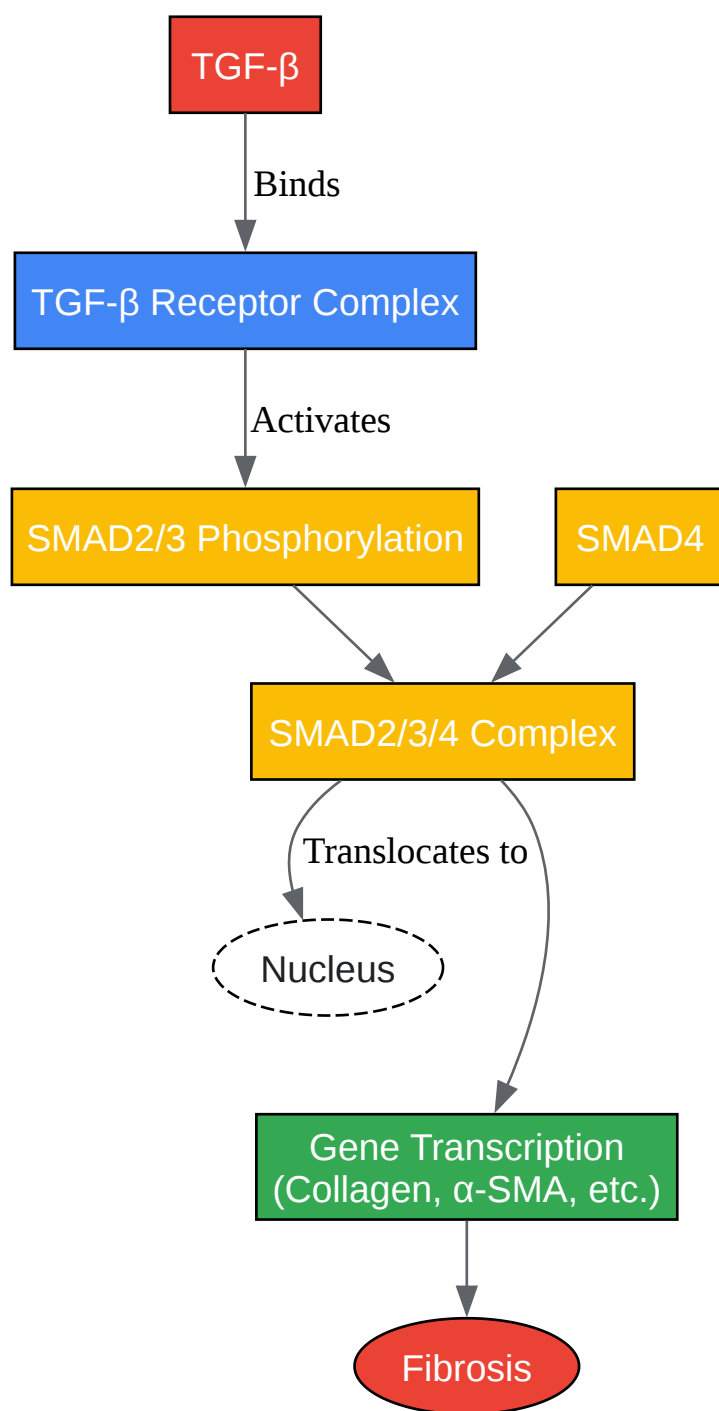 TGF-β
Binds
TGF-β Receptor Complex
Activates
SMAD2/3 Phosphorylation
SMAD4
SMAD2/3/4 Complex
Translocates to
Nucleus
Gene Transcription
(Collagen, α-SMA, etc.)
Fibrosis